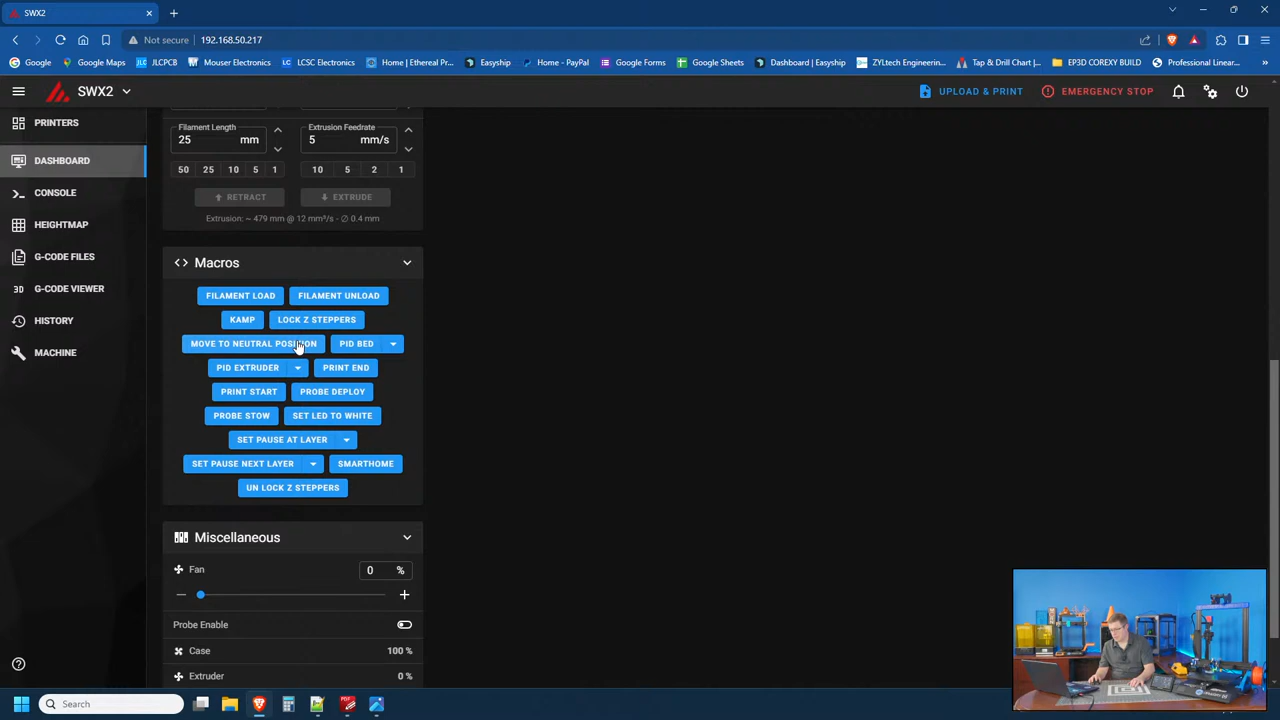 SWX2
Not secure
192.168.50.217
Google
Google Maps
JLCPCB
Mouser Electronics
LCSC Electronics
Home | Ethereal Pr...
Easyship
Home - PayPal
Google Forms
Google Sheets
Dashboard | Easyship
ZYLtech Engineerin...
Tap & Drill Chart |...
EP3D COREXY BUILD
Professional Linear...
SWX2
UPLOAD & PRINT
EMERGENCY STOP
PRINTERS
DASHBOARD
CONSOLE
HEIGHTMAP
G-CODE FILES
3D G-CODE VIEWER
HISTORY
MACHINE
Filament Length
25 mm
Extrusion Feedrate
5 mm/s
50 25 10 5 1
10 5 2 1
RETRACT
EXTRUDE
Extrusion: ~ 479 mm @ 12 mm³/s - ∅ 0.4 mm
Macros
FILAMENT LOAD
FILAMENT UNLOAD
KAMP
LOCK Z STEPPERS
MOVE TO NEUTRAL POSITION
PID BED
PID EXTRUDER
PRINT END
PRINT START
PROBE DEPLOY
PROBE STOW
SET LED TO WHITE
SET PAUSE AT LAYER
SET PAUSE NEXT LAYER
SMARTHOME
UN LOCK Z STEPPERS
Miscellaneous
Fan
0 %
Probe Enable
Case 100 %
Extruder 0 %
Search